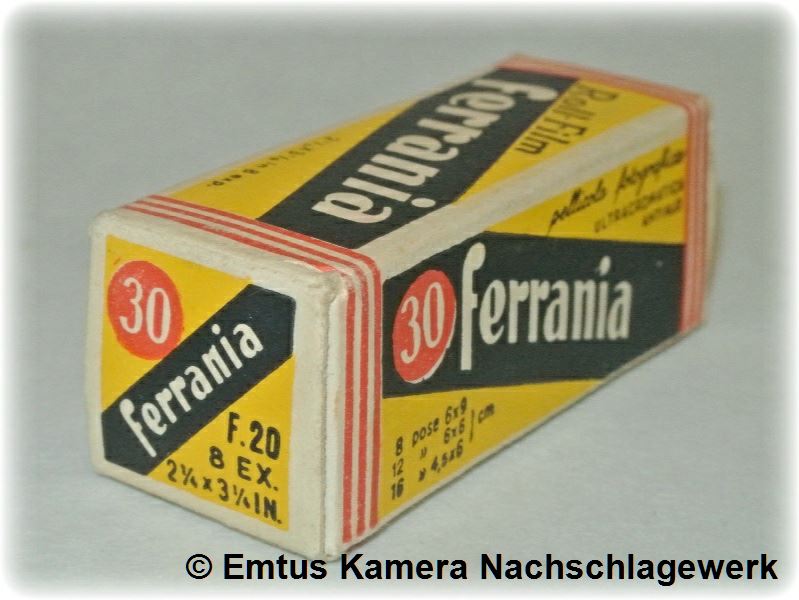 Roll-Film
ferrania
pellicola fotografica
ULTRACROMATICA
ANTIALO
30 ferrania
8 pose 6x9
12 » 6x6 } cm
16 » 4,5x6
30
ferrania
F.20
8 EX.
2¼ x 3¼ IN.
© Emtus Kamera Nachschlagewerk